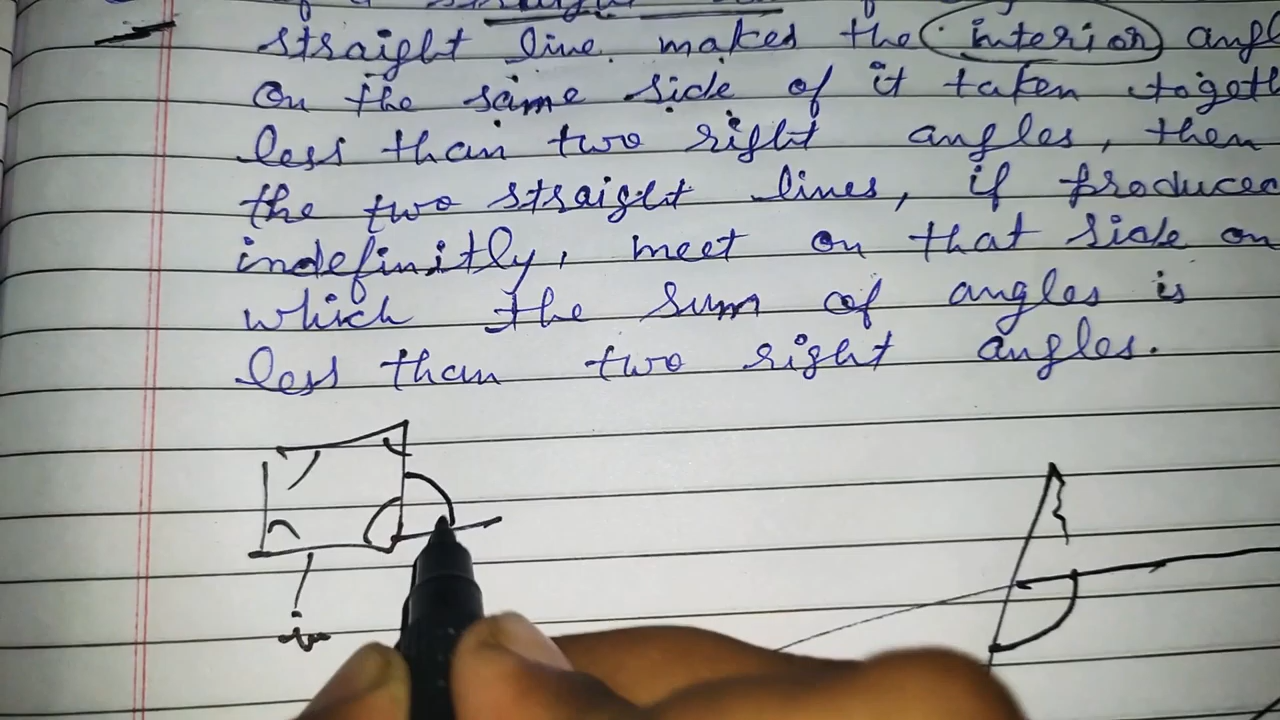 straight line makes the interior angl
on the same side of it taken togeth
less than two right angles, then
the two straight lines, if produced
indefinitly, meet on that side on
which the sum of angles is
less than two right angles.